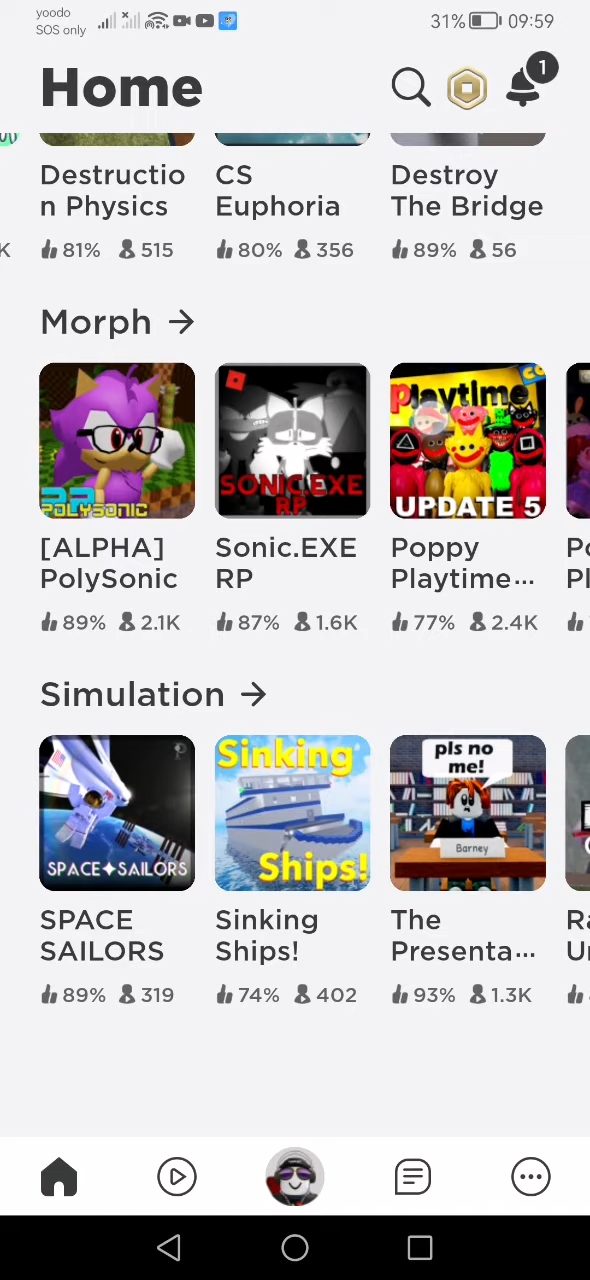 yoodo
SOS only
31% 09:59
Home
1
K
Destructio
n Physics
81% 515
CS
Euphoria
80% 356
Destroy
The Bridge
89% 56
Morph →
POLYSONIC
SONIC.EXE
RP
Playtime
UPDATE 5
[ALPHA]
PolySonic
89% 2.1K
Sonic.EXE
RP
87% 1.6K
Poppy
Playtime...
77% 2.4K
Pl
Simulation →
SPACE✦SAILORS
Sinking
Ships!
pls no
me!
Barney
SPACE
SAILORS
89% 319
Sinking
Ships!
74% 402
The
Presenta...
93% 1.3K
Ra